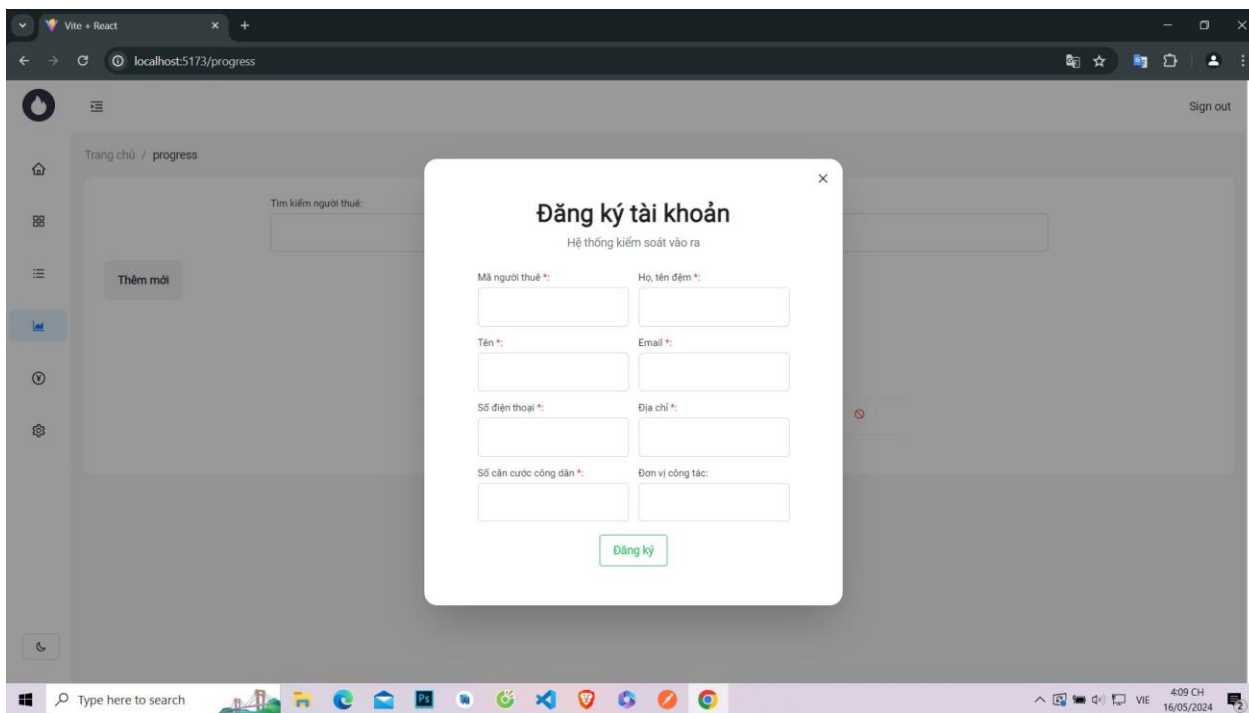 Vite + React
localhost:5173/progress
Sign out
Trang chủ / progress
Tìm kiếm người thuê:
Thêm mới
Đăng ký tài khoản
Hệ thống kiểm soát vào ra
Mã người thuê *:
Họ, tên đệm *:
Tên *:
Email *:
Số điện thoại *:
Địa chỉ *:
Số căn cước công dân *:
Đơn vị công tác:
Đăng ký
Type here to search
Ps
VIE
4:09 CH
16/05/2024
2